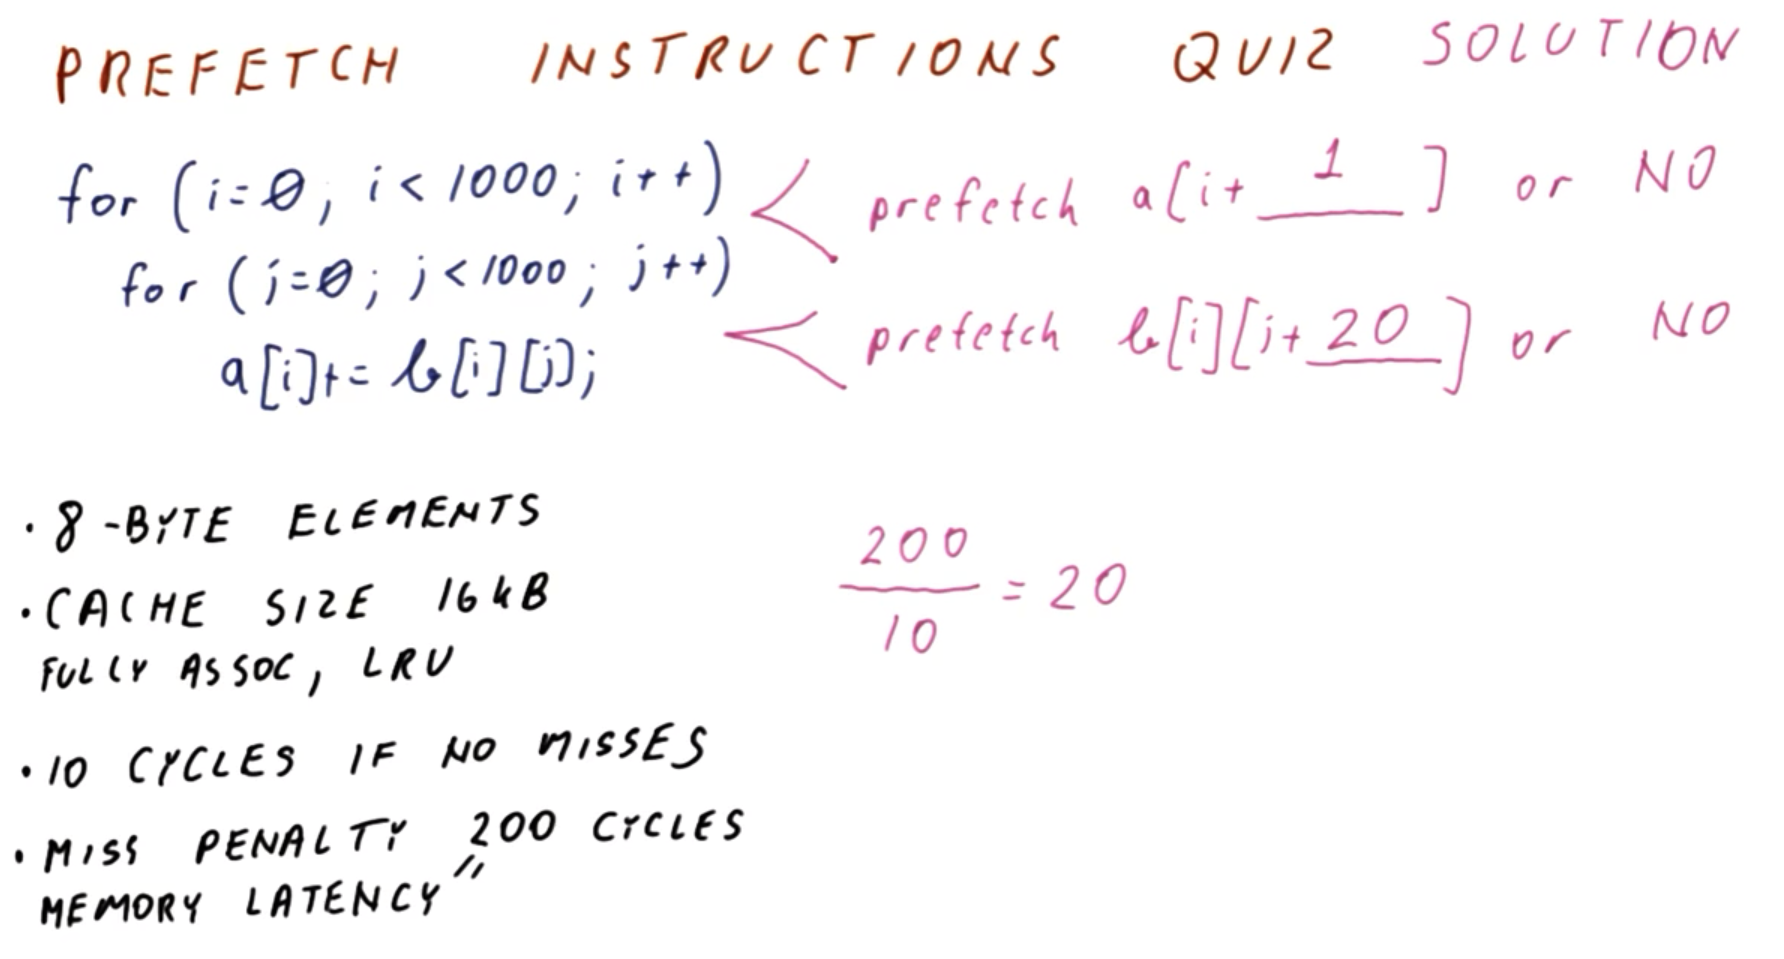 PREFETCH INSTRUCTIONS QUIZ SOLUTION
for (i=0, i<1000; i++) < prefetch a[i+ 1 ] or NO
for (j=0; j<1000; j++)
a[i]+= b[i][j]; < prefetch b[i][j+ 20 ] or NO
· 8-BYTE ELEMENTS
· CACHE SIZE 16kB
FULLY ASSOC, LRU
· 10 CYCLES IF NO MISSES
· MISS PENALTY 200 CYCLES
MEMORY LATENCY "
200
10
= 20